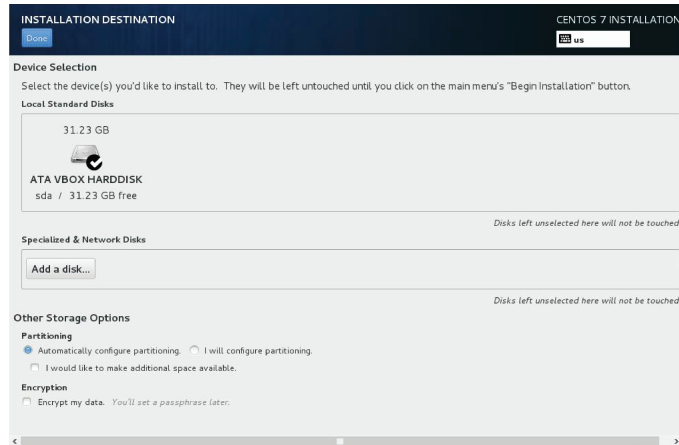 INSTALLATION DESTINATION
CENTOS 7 INSTALLATION
Done
us
Device Selection
Select the device(s) you'd like to install to. They will be left untouched until you click on the main menu's "Begin Installation" button.
Local Standard Disks
31.23 GB
ATA VBOX HARDDISK
sda / 31.23 GB free
Disks left unselected here will not be touched
Specialized & Network Disks
Add a disk...
Disks left unselected here will not be touched
Other Storage Options
Partitioning
Automatically configure partitioning. I will configure partitioning.
I would like to make additional space available.
Encryption
Encrypt my data. You'll set a passphrase later.